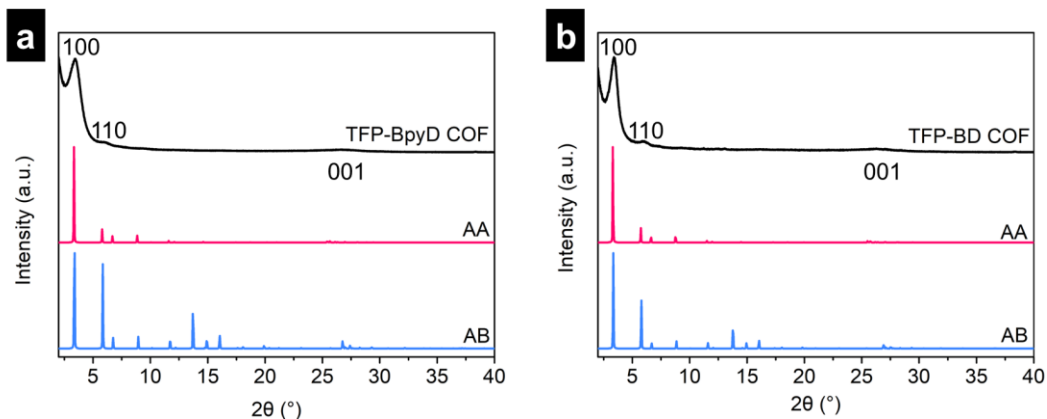 a
100
110
TFP-BpyD COF
001
AA
AB
Intensity (a.u.)
5 10 15 20 25 30 35 40
2θ (°)
b
100
110
TFP-BD COF
001
AA
AB
Intensity (a.u.)
5 10 15 20 25 30 35 40
2θ (°)